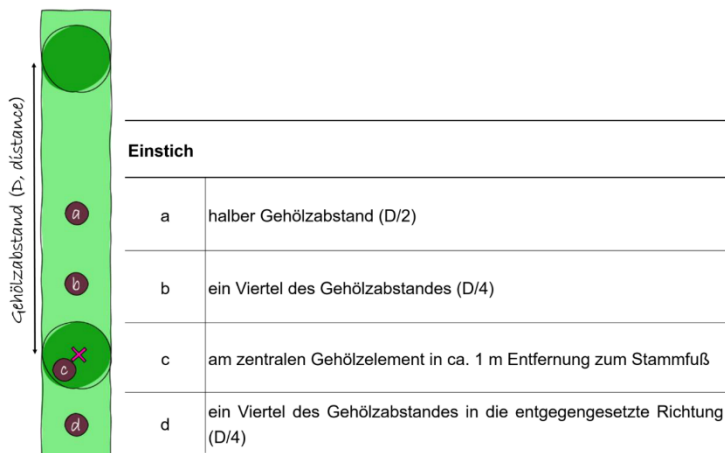 Gehölzabstand (D, distance)
a
b
c
d
Einstich
a halber Gehölzabstand (D/2)
b ein Viertel des Gehölzabstandes (D/4)
c am zentralen Gehölzelement in ca. 1 m Entfernung zum Stammfuß
d ein Viertel des Gehölzabstandes in die entgegengesetzte Richtung
(D/4)